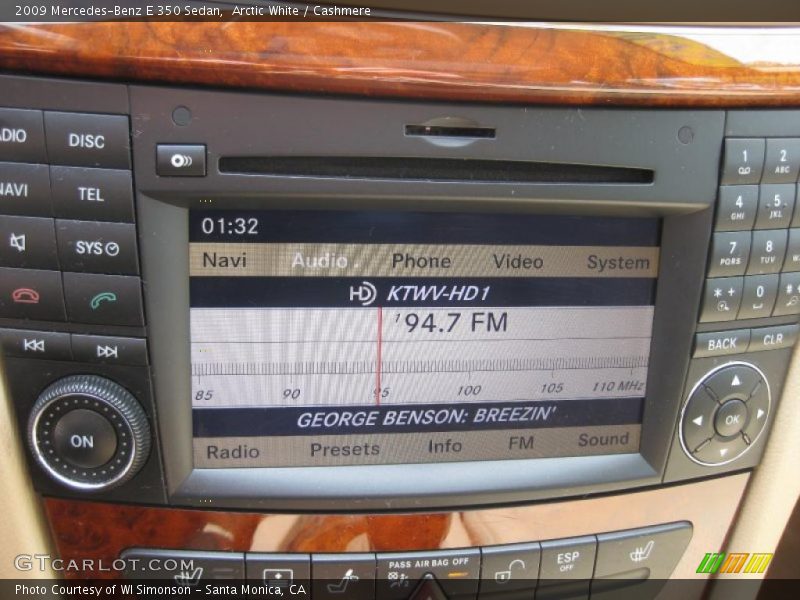 2009 Mercedes-Benz E 350 Sedan, Arctic White / Cashmere
ADIO DISC
NAVI TEL
SYS
ON
01:32
Navi Audio Phone Video System
HD KTWV-HD1
1 94.7 FM
85 90 95 100 105 110 MHz
GEORGE BENSON: BREEZIN'
Radio Presets Info FM Sound
1 2 ABC
4 GHI 5 JKL
7 PQRS 8 TUV
* + 0 #
BACK CLR
OK
PASS AIR BAG OFF
ESP OFF
GTCARLOT.COM
Photo Courtesy of WI Simonson - Santa Monica, CA